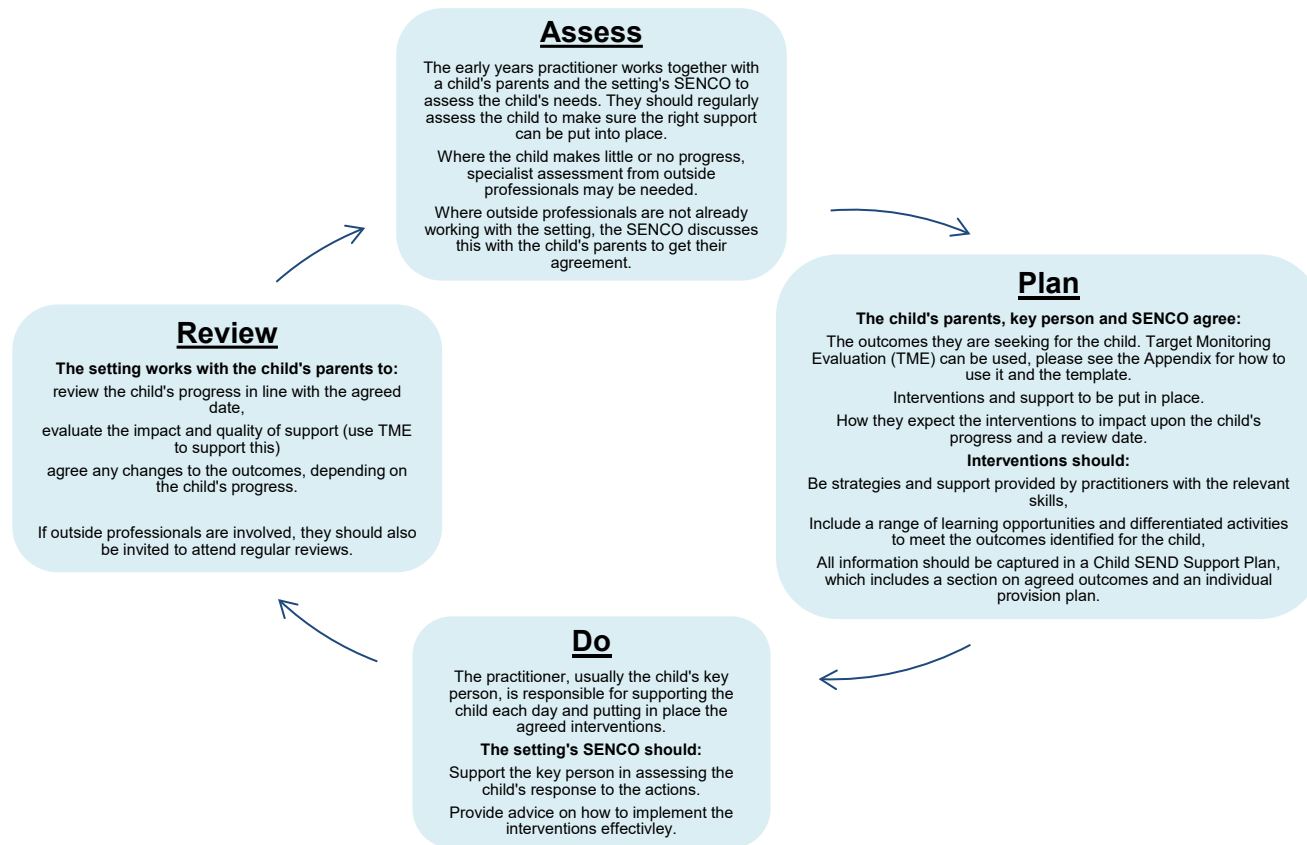 Assess
The early years practitioner works together with
a child's parents and the setting's SENCO to
assess the child's needs. They should regularly
assess the child to make sure the right support
can be put into place.
Where the child makes little or no progress,
specialist assessment from outside
professionals may be needed.
Where outside professionals are not already
working with the setting, the SENCO discusses
this with the child's parents to get their
agreement.
Plan
The child's parents, key person and SENCO agree:
The outcomes they are seeking for the child. Target Monitoring
Evaluation (TME) can be used, please see the Appendix for how to
use it and the template.
Interventions and support to be put in place.
How they expect the interventions to impact upon the child's
progress and a review date.
Interventions should:
Be strategies and support provided by practitioners with the relevant
skills,
Include a range of learning opportunities and differentiated activities
to meet the outcomes identified for the child,
All information should be captured in a Child SEND Support Plan,
which includes a section on agreed outcomes and an individual
provision plan.
Do
The practitioner, usually the child's key
person, is responsible for supporting the
child each day and putting in place the
agreed interventions.
The setting's SENCO should:
Support the key person in assessing the
child's response to the actions.
Provide advice on how to implement the
interventions effectivley.
Review
The setting works with the child's parents to:
review the child's progress in line with the agreed
date,
evaluate the impact and quality of support (use TME
to support this)
agree any changes to the outcomes, depending on
the child's progress.
If outside professionals are involved, they should also
be invited to attend regular reviews.